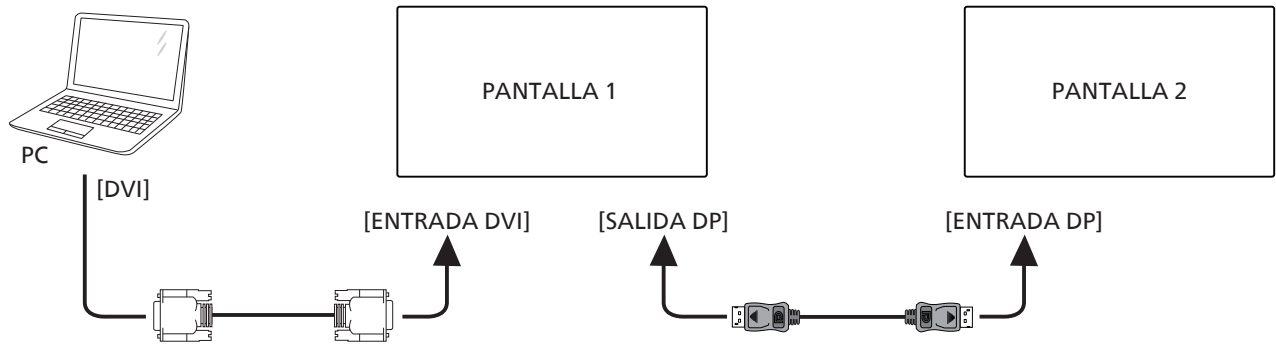 PANTALLA 1
PANTALLA 2
PC
[DVI]
[ENTRADA DVI]
[SALIDA DP]
[ENTRADA DP]